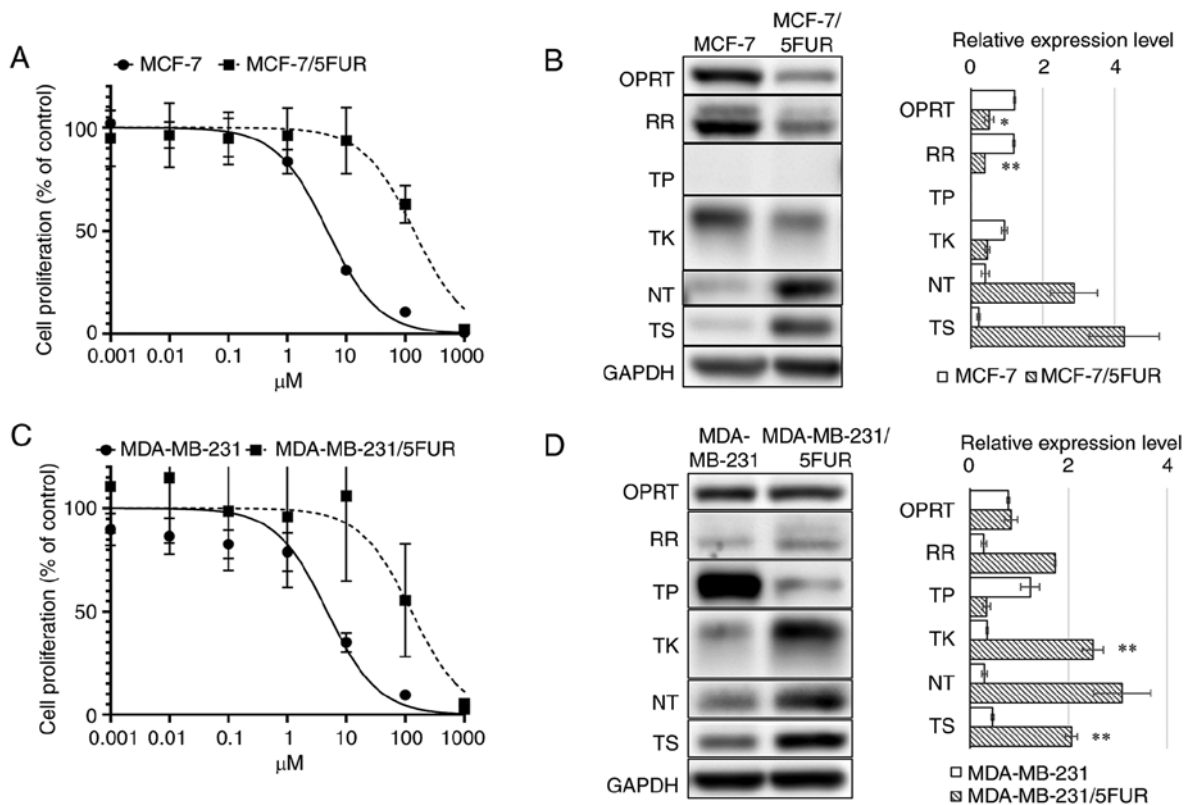 A
MCF-7 MCF-7/5FUR
Cell proliferation (% of control)
100
50
0
0.001 0.01 0.1 1 10 100 1000
μM
B
MCF-7 MCF-7/
5FUR
OPRT
RR
TP
TK
NT
TS
GAPDH
Relative expression level
0 2 4
OPRT
*
RR
**
TP
TK
NT
TS
MCF-7 MCF-7/5FUR
C
MDA-MB-231 MDA-MB-231/5FUR
Cell proliferation (% of control)
100
50
0
0.001 0.01 0.1 1 10 100 1000
μM
D
MDA- MDA-MB-231/
MB-231 5FUR
OPRT
RR
TP
TK
NT
TS
GAPDH
Relative expression level
0 2 4
OPRT
RR
TP
TK
**
NT
TS
**
MDA-MB-231
MDA-MB-231/5FUR